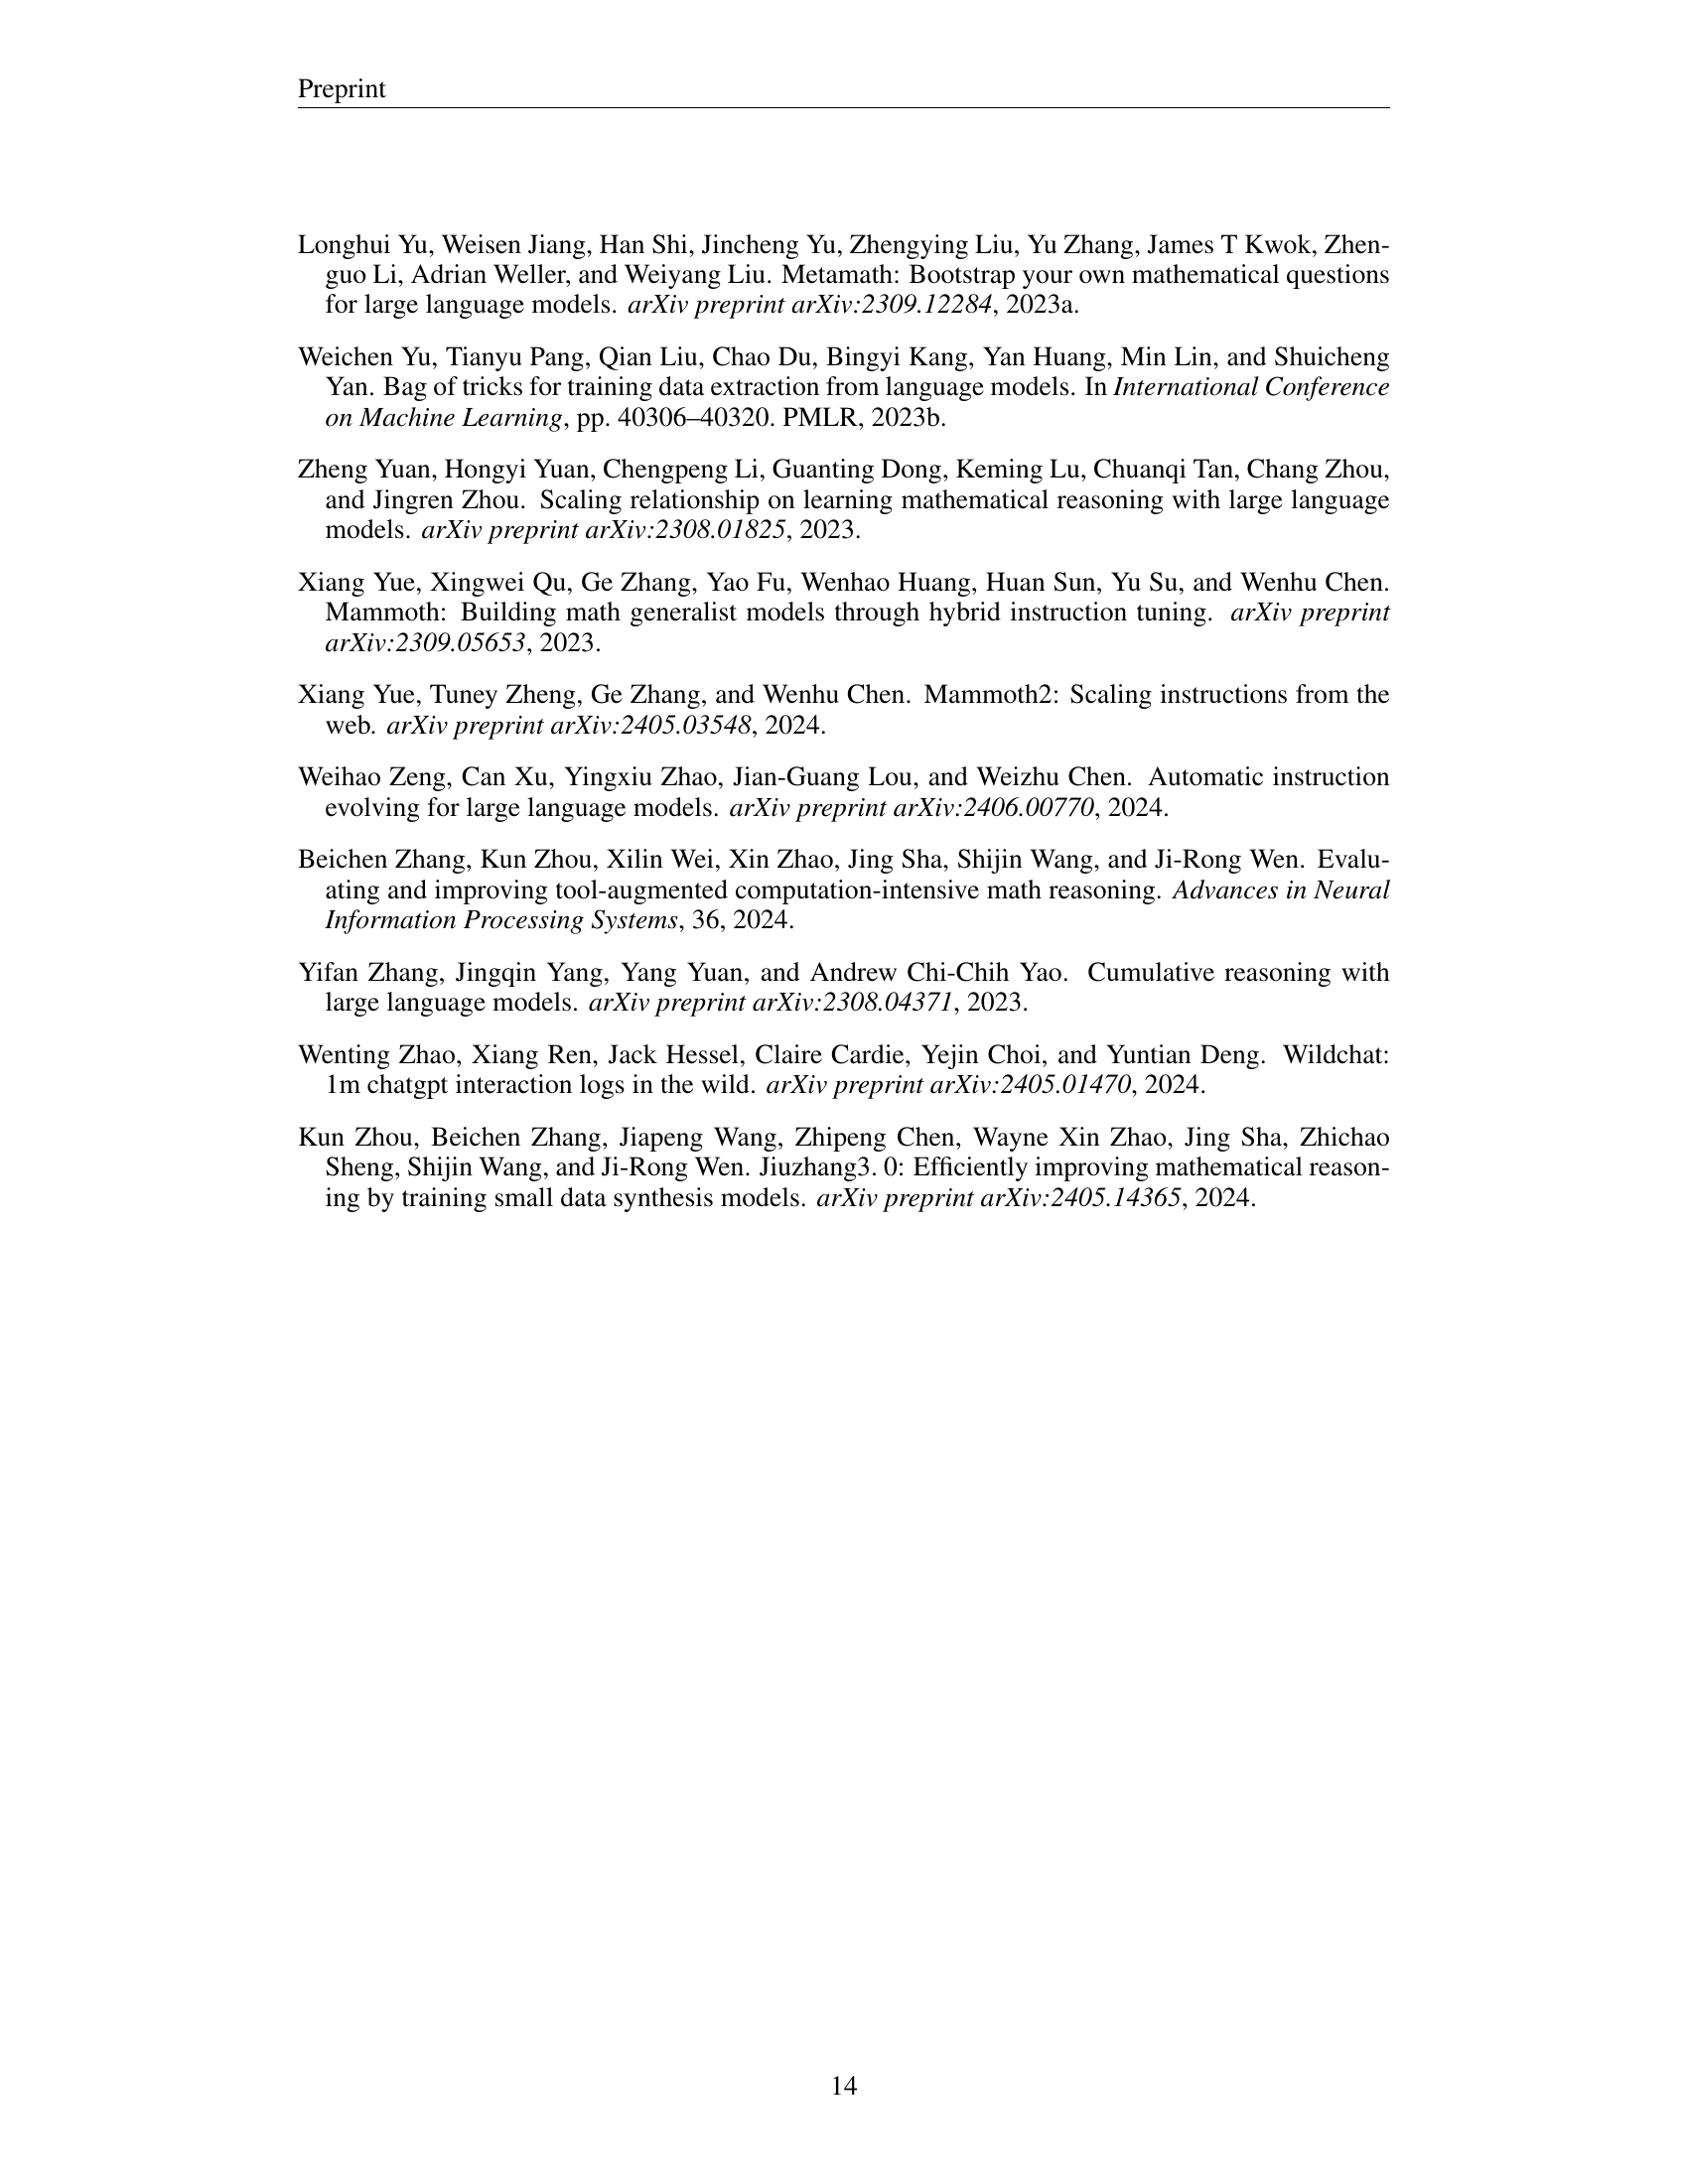 Preprint
Longhui Yu, Weisen Jiang, Han Shi, Jincheng Yu, Zhengying Liu, Yu Zhang, James T Kwok, Zhen-
guo Li, Adrian Weller, and Weiyang Liu. Metamath: Bootstrap your own mathematical questions
for large language models. arXiv preprint arXiv:2309.12284, 2023a.
Weichen Yu, Tianyu Pang, Qian Liu, Chao Du, Bingyi Kang, Yan Huang, Min Lin, and Shuicheng
Yan. Bag of tricks for training data extraction from language models. In International Conference
on Machine Learning, pp. 40306–40320. PMLR, 2023b.
Zheng Yuan, Hongyi Yuan, Chengpeng Li, Guanting Dong, Keming Lu, Chuanqi Tan, Chang Zhou,
and Jingren Zhou. Scaling relationship on learning mathematical reasoning with large language
models. arXiv preprint arXiv:2308.01825, 2023.
Xiang Yue, Xingwei Qu, Ge Zhang, Yao Fu, Wenhao Huang, Huan Sun, Yu Su, and Wenhu Chen.
Mammoth: Building math generalist models through hybrid instruction tuning. arXiv preprint
arXiv:2309.05653, 2023.
Xiang Yue, Tuney Zheng, Ge Zhang, and Wenhu Chen. Mammoth2: Scaling instructions from the
web. arXiv preprint arXiv:2405.03548, 2024.
Weihao Zeng, Can Xu, Yingxiu Zhao, Jian-Guang Lou, and Weizhu Chen. Automatic instruction
evolving for large language models. arXiv preprint arXiv:2406.00770, 2024.
Beichen Zhang, Kun Zhou, Xilin Wei, Xin Zhao, Jing Sha, Shijin Wang, and Ji-Rong Wen. Evalu-
ating and improving tool-augmented computation-intensive math reasoning. Advances in Neural
Information Processing Systems, 36, 2024.
Yifan Zhang, Jingqin Yang, Yang Yuan, and Andrew Chi-Chih Yao. Cumulative reasoning with
large language models. arXiv preprint arXiv:2308.04371, 2023.
Wenting Zhao, Xiang Ren, Jack Hessel, Claire Cardie, Yejin Choi, and Yuntian Deng. Wildchat:
1m chatgpt interaction logs in the wild. arXiv preprint arXiv:2405.01470, 2024.
Kun Zhou, Beichen Zhang, Jiapeng Wang, Zhipeng Chen, Wayne Xin Zhao, Jing Sha, Zhichao
Sheng, Shijin Wang, and Ji-Rong Wen. Jiuzhang3. 0: Efficiently improving mathematical reason-
ing by training small data synthesis models. arXiv preprint arXiv:2405.14365, 2024.
14